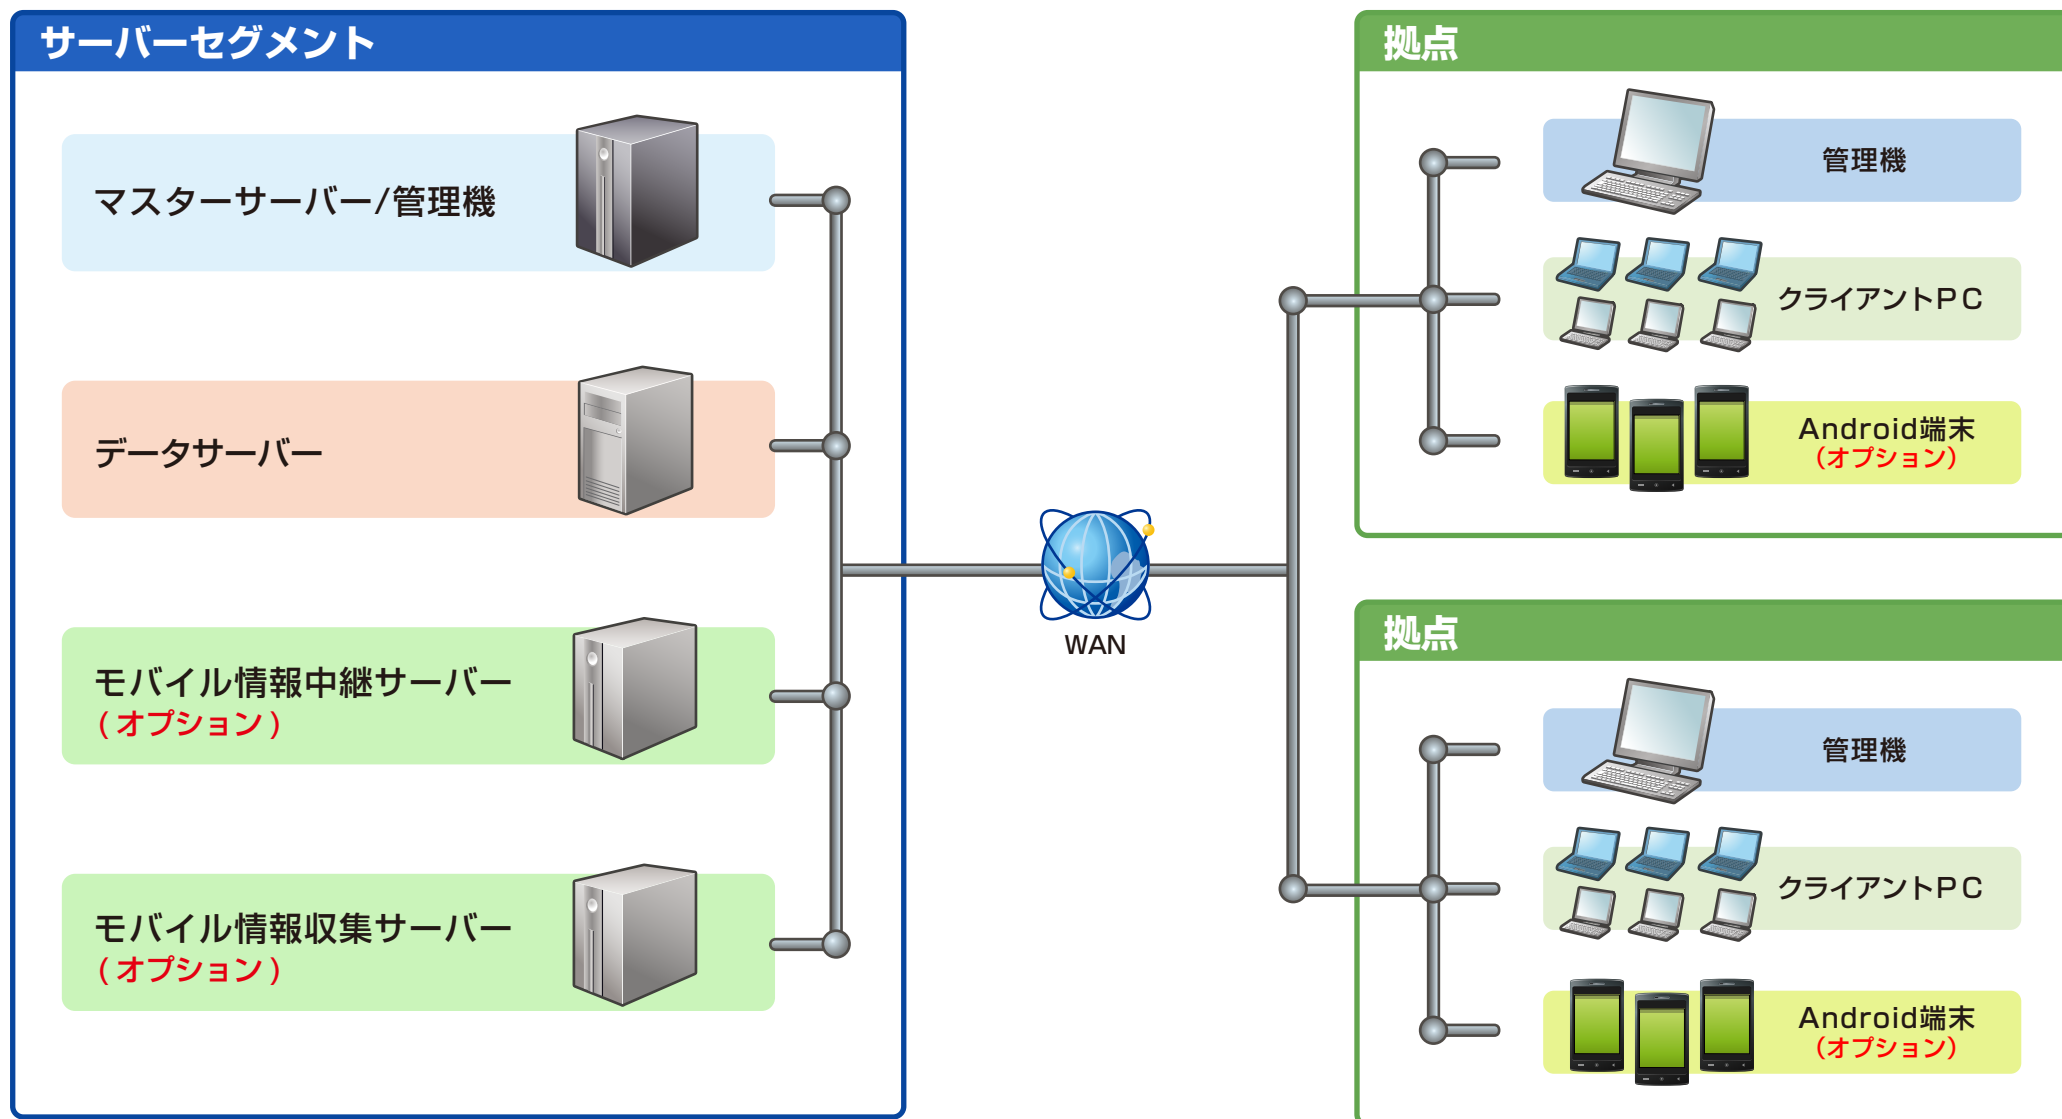 サーバーセグメント
マスターサーバー/管理機
データサーバー
モバイル情報中継サーバー
(オプション)
モバイル情報収集サーバー
(オプション)
WAN
拠点
管理機
クライアントPC
Android端末
(オプション)
拠点
管理機
クライアントPC
Android端末
(オプション)